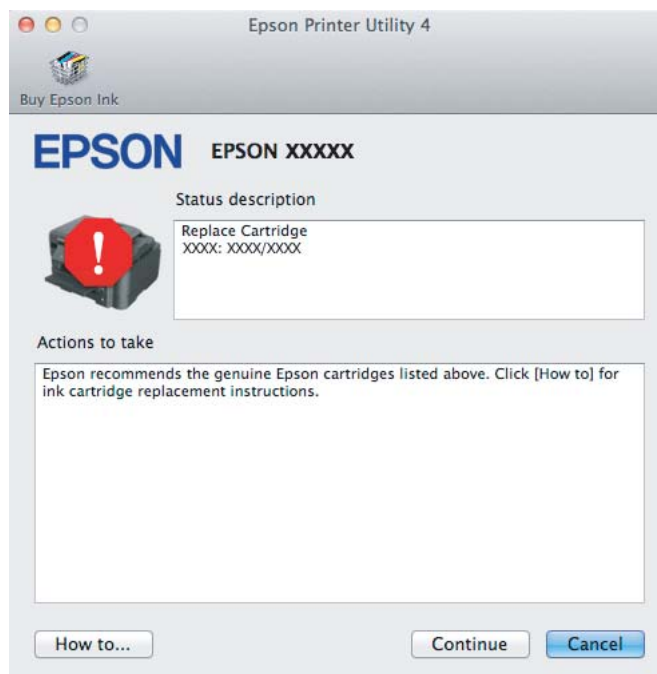 Epson Printer Utility 4
Buy Epson Ink
EPSON EPSON XXXXX
Status description
!
Replace Cartridge
XXXX: XXXX/XXXX
Actions to take
Epson recommends the genuine Epson cartridges listed above. Click [How to] for
ink cartridge replacement instructions.
How to... Continue Cancel